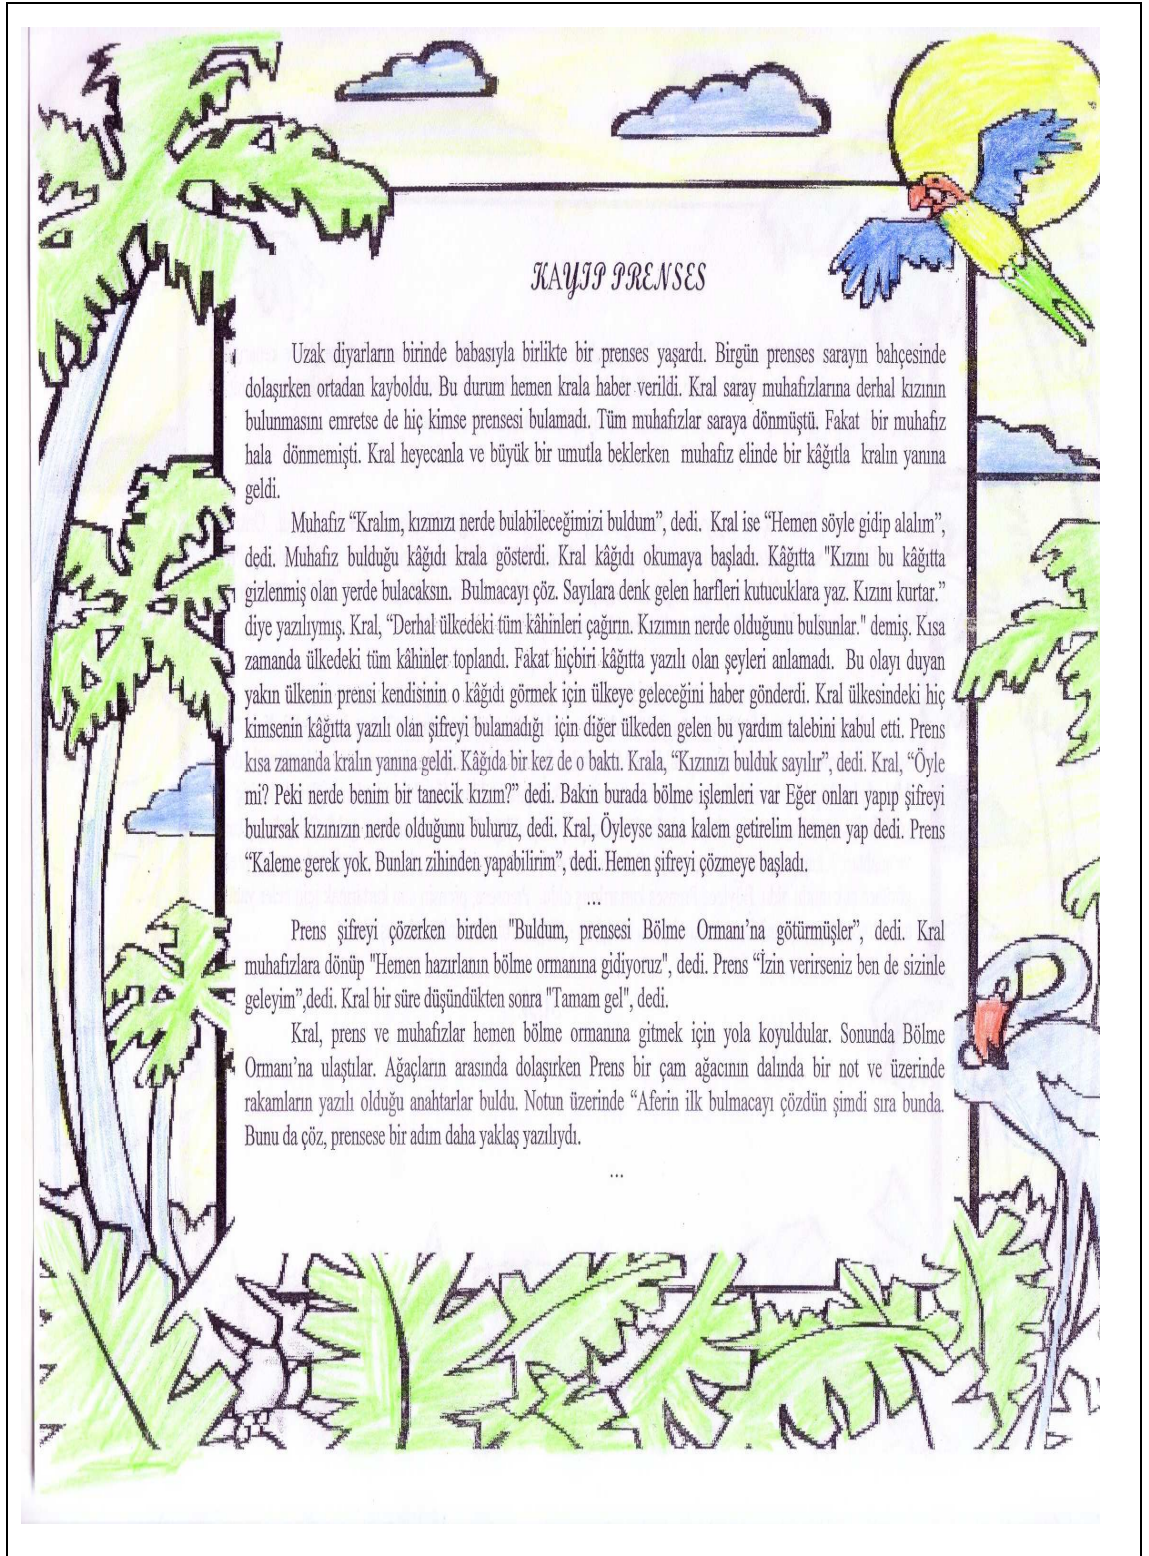 KAYIP PRENSES
Uzak diyarların birinde babasıyla birlikte bir prenses yaşardı. Birgün prenses sarayın bahçesinde
dolaşırken ortadan kayboldu. Bu durum hemen krala haber verildi. Kral saray muhafızlarına derhal kızının
bulunmasını emretse de hiç kimse prensesi bulamadı. Tüm muhafızlar saraya dönmüştü. Fakat bir muhafız
hala dönmemişti. Kral heyecanla ve büyük bir umutla beklerken muhafız elinde bir kâğıtla kralın yanına
geldi.
Muhafız “Kralım, kızınızı nerde bulabileceğimizi buldum”, dedi. Kral ise “Hemen söyle gidip alalım”,
dedi. Muhafız bulduğu kâğıdı krala gösterdi. Kral kâğıdı okumaya başladı. Kâğıtta "Kızını bu kâğıtta
gizlenmiş olan yerde bulacaksın. Bulmacayı çöz. Sayılara denk gelen harfleri kutucuklara yaz. Kızını kurtar.”
diye yazılıymış. Kral, “Derhal ülkedeki tüm kâhinleri çağırın. Kızımın nerde olduğunu bulsunlar." demiş. Kısa
zamanda ülkedeki tüm kâhinler toplandı. Fakat hiçbiri kâğıtta yazılı olan şeyleri anlamadı. Bu olayı duyan
yakın ülkenin prensi kendisinin o kâğıdı görmek için ülkeye geleceğini haber gönderdi. Kral ülkesindeki hiç
kimsenin kâğıtta yazılı olan şifreyi bulamadığı için diğer ülkeden gelen bu yardım talebini kabul etti. Prens
kısa zamanda kralın yanına geldi. Kâğıda bir kez de o baktı. Krala, “Kızınızı bulduk sayılır”, dedi. Kral, “Öyle
mi? Peki nerde benim bir tanecik kızım?” dedi. Bakın burada bölme işlemleri var Eğer onları yapıp şifreyi
bulursak kızınızın nerde olduğunu buluruz, dedi. Kral, Öyleyse sana kalem getirelim hemen yap dedi. Prens
“Kaleme gerek yok. Bunları zihinden yapabilirim”, dedi. Hemen şifreyi çözmeye başladı.
...
Prens şifreyi çözerken birden "Buldum, prensesi Bölme Ormanı’na götürmüşler”, dedi. Kral
muhafızlara dönüp "Hemen hazırlanın bölme ormanına gidiyoruz", dedi. Prens “İzin verirseniz ben de sizinle
geleyim”,dedi. Kral bir süre düşündükten sonra "Tamam gel", dedi.
Kral, prens ve muhafızlar hemen bölme ormanına gitmek için yola koyuldular. Sonunda Bölme
Ormanı’na ulaştılar. Ağaçların arasında dolaşırken Prens bir çam ağacının dalında bir not ve üzerinde
rakamların yazılı olduğu anahtarlar buldu. Notun üzerinde “Aferin ilk bulmacayı çözdün şimdi sıra bunda.
Bunu da çöz, prensese bir adım daha yaklaş yazılıydı.
...